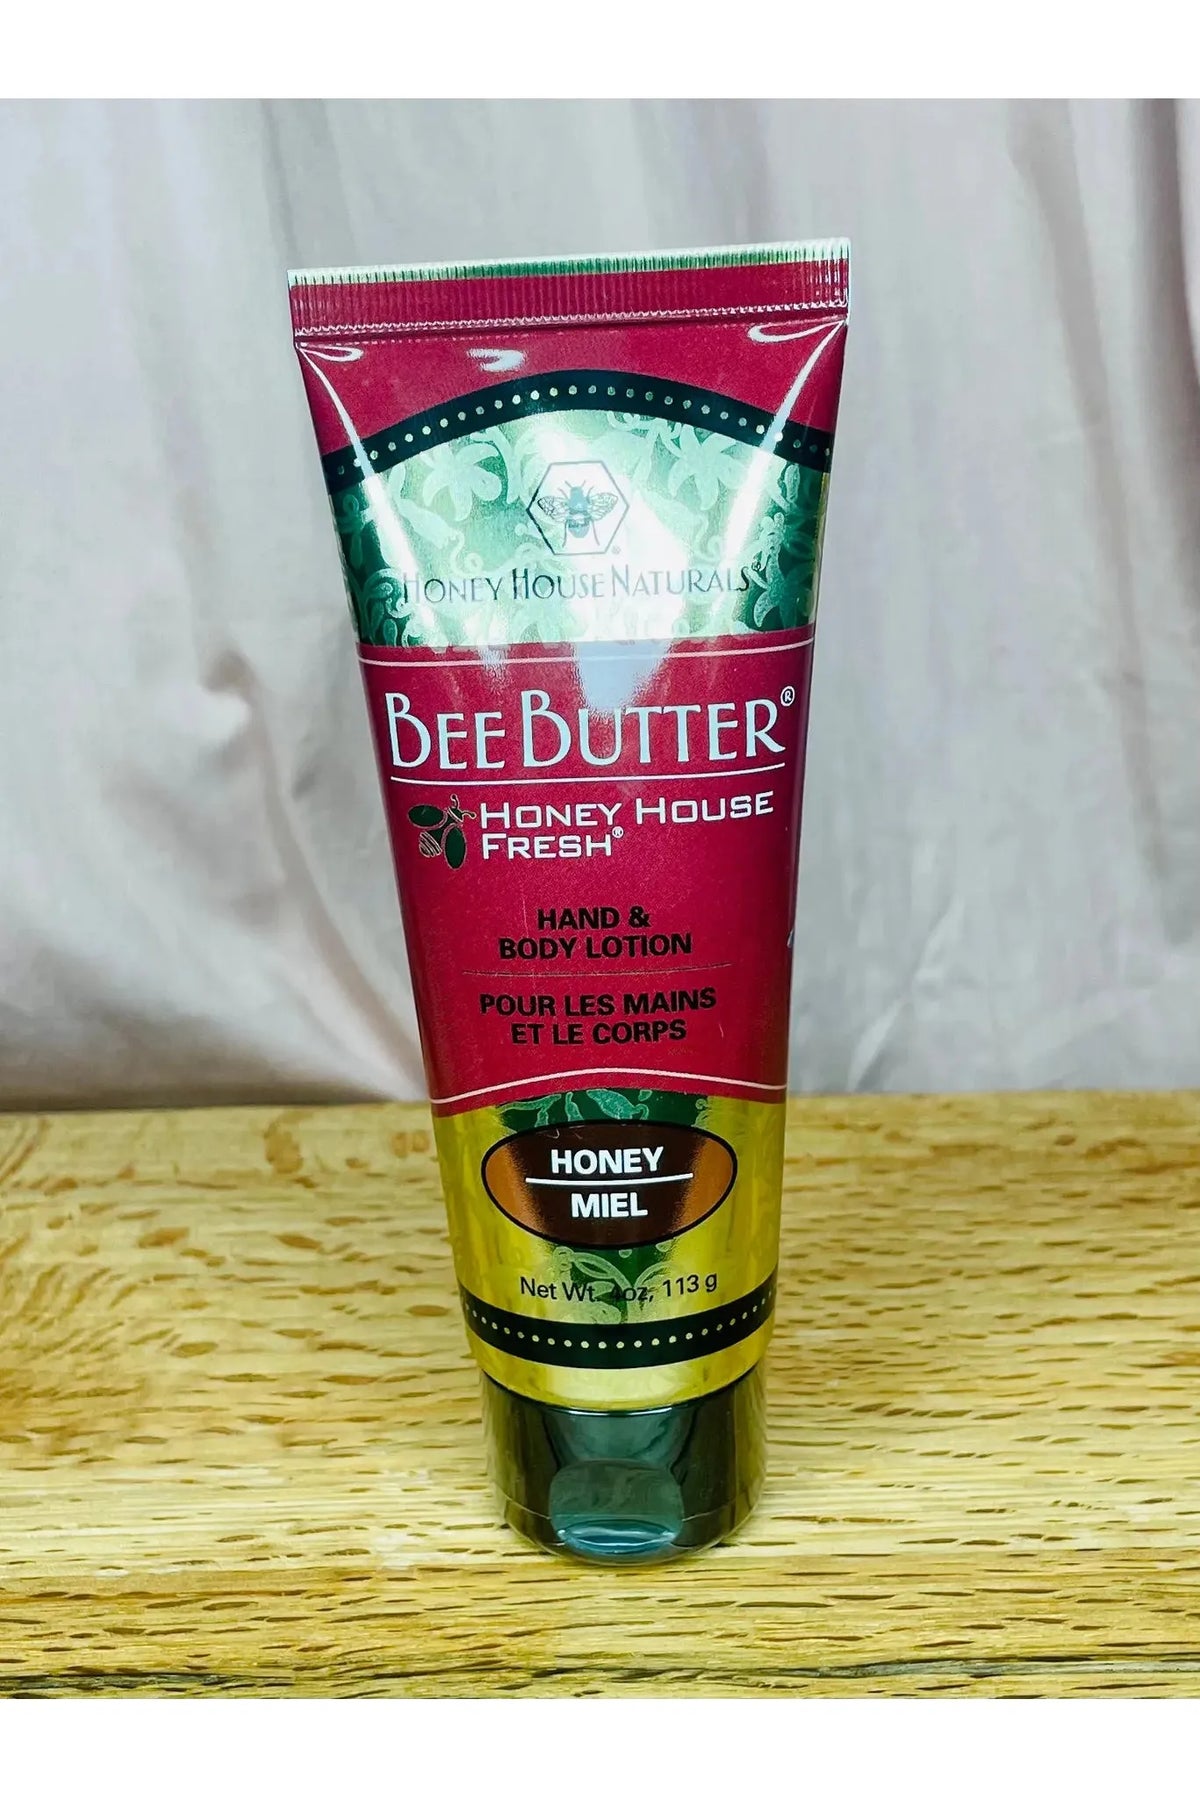 ®
HONEY HOUSE NATURALS®
BEE BUTTER®
HONEY HOUSE
FRESH®
HAND &
BODY LOTION
POUR LES MAINS
ET LE CORPS
HONEY
MIEL
Net Wt. 4oz, 113 g